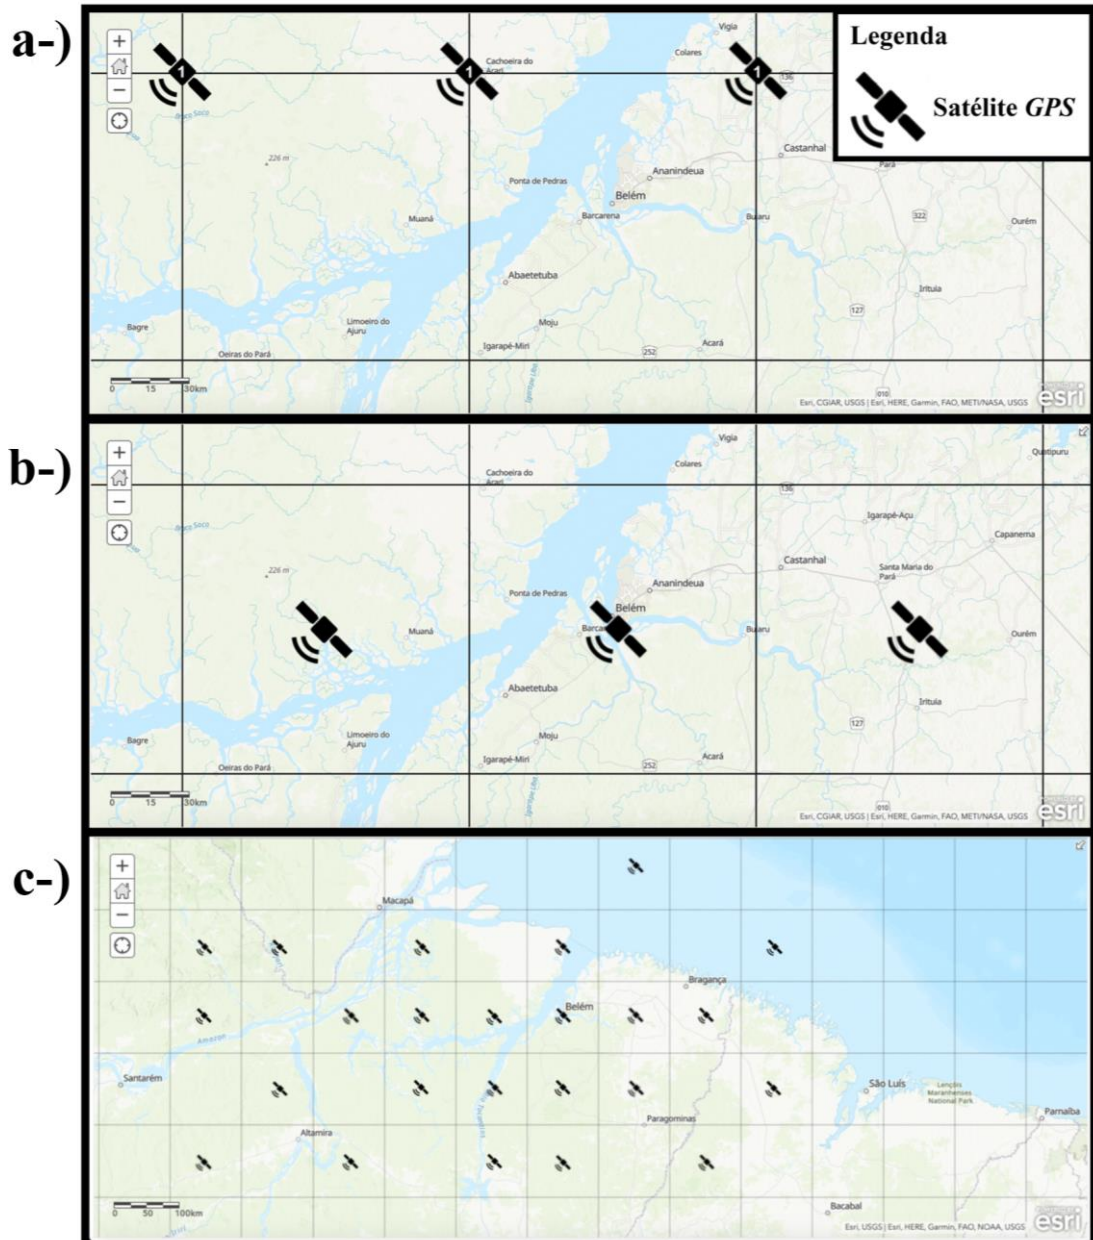 a-)
Legenda
Satélite GPS
+
−
1
1
1
Vigia
Colares
Cachoeira do
Arari
136
Castanhal
Pará
226 m
Ananindeua
Ponta de Pedras
Belém
Barcarena
Bujaru
322
Ourém
Muaná
Abaetetuba
Irituia
127
Bagre
Limoeiro do
Ajuru
Moju
Oeiras do Pará
Igarapé-Miri
252
Acará
0 15 30km
010
Esri, CGIAR, USGS | Esri, HERE, Garmin, FAO, METI/NASA, USGS
esri
b-)
+
−
Vigia
Colares
Quatipuru
Cachoeira do
Arari
136
Igarapé-Açu
Capanema
Castanhal
Santa Maria do
Pará
226 m
Ananindeua
Ponta de Pedras
Belém
Bujaru
Ourém
Muaná
Abaetetuba
Irituia
127
Bagre
Limoeiro do
Ajuru
Moju
Oeiras do Pará
Igarapé-Miri
252
Acará
0 15 30km
010
Esri, CGIAR, USGS | Esri, HERE, Garmin, FAO, METI/NASA, USGS
esri
c-)
+
−
Macapá
Bragança
Belém
Amazon
Santarém
São Luís
Lençóis
Maranhenses
National Park
Parnaíba
Paragominas
Altamira
0 50 100km
Bacabal
Esri, USGS | Esri, HERE, Garmin, FAO, NOAA, USGS
esri